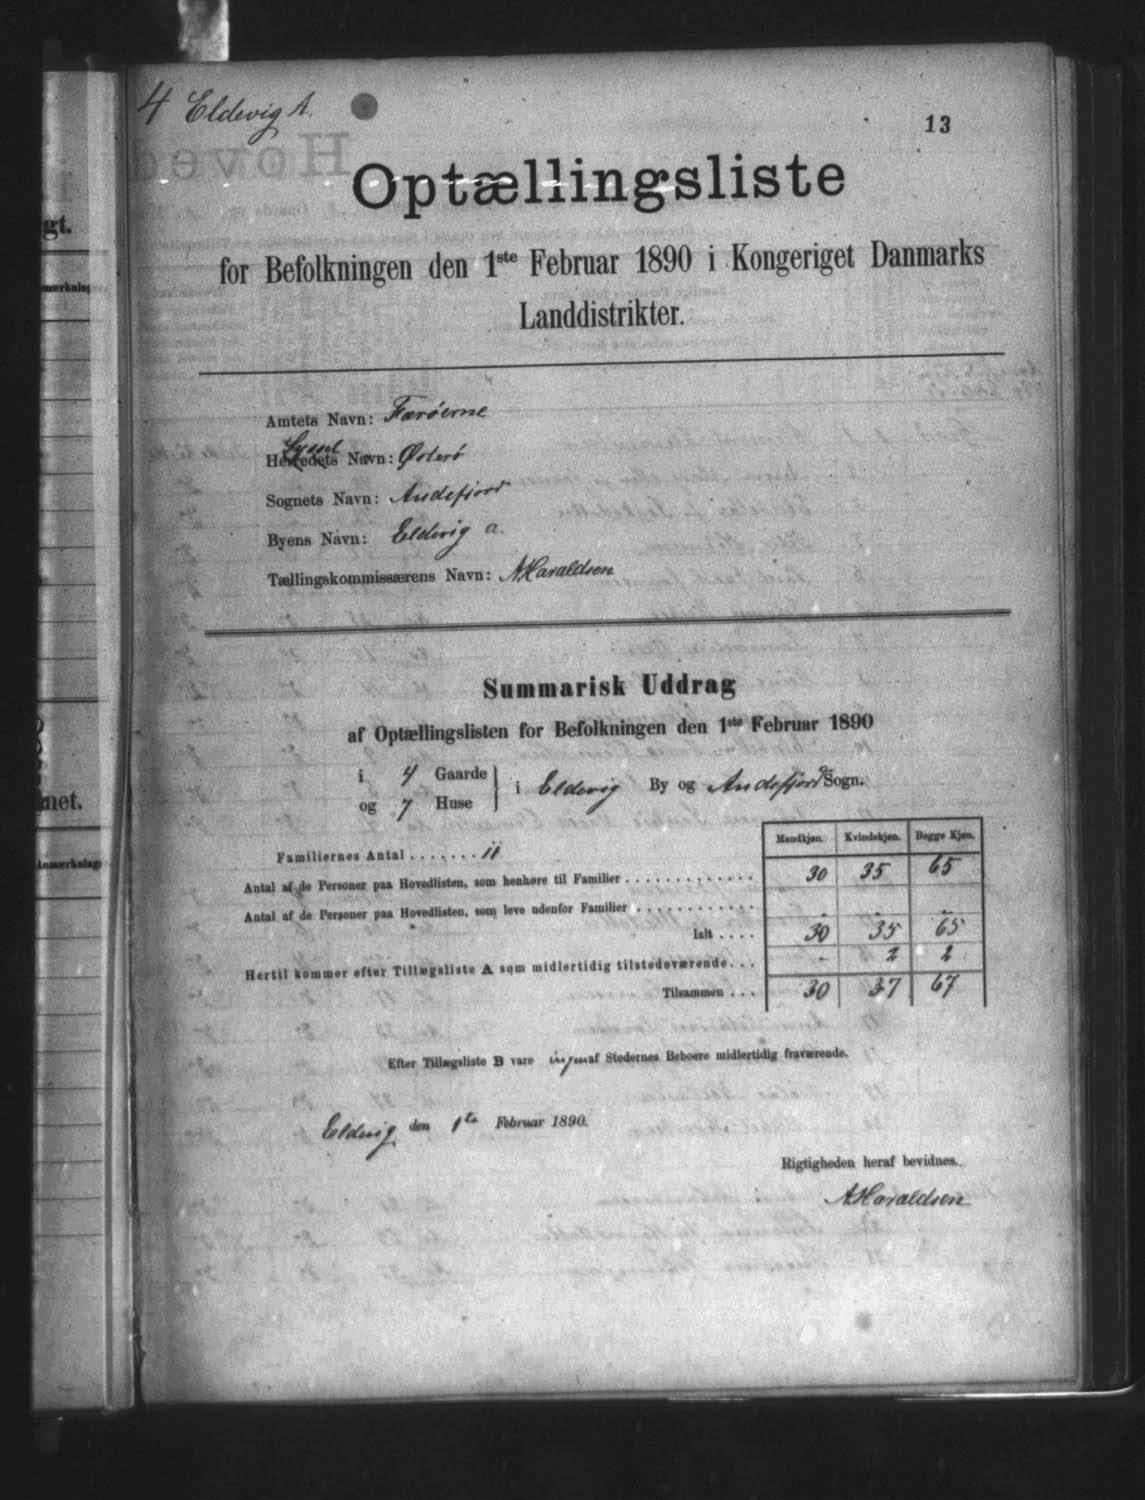 4 Eldevig A.
13
Optællingsliste
for Befolkningen den 1ste Februar 1890 i Kongeriget Danmarks
Landdistrikter.
Amtets Navn: Færöerne
Syssel
Herredets Navn: Østerø
Sognets Navn: Andefjord
Byens Navn: Eldevig a.
Tællingskommissærens Navn: A Haraldsen
Summarisk Uddrag
af Optællingslisten for Befolkningen den 1ste Februar 1890
i 4 Gaarde
og 7 Huse
i Eldevig By og Andefjord Sogn.
Mandkjøn. Kvindekjøn. Begge Kjøn.
Familiernes Antal ....... 11
Antal af de Personer paa Hovedlisten, som henhøre til Familier ............. 30 35 65
Antal af de Personer paa Hovedlisten, som leve udenfor Familier ............ - - -
Ialt .... 30 35 65
Hertil kommer efter Tillægsliste A som midlertidig tilstedeværende... - 2 2
Tilsammen ... 30 37 67
Efter Tillægsliste B vare ingen af Stedernes Beboere midlertidig fraværende.
Eldevig den 1te Februar 1890.
Rigtigheden heraf bevidnes.
A Haraldsen
gt.
net.